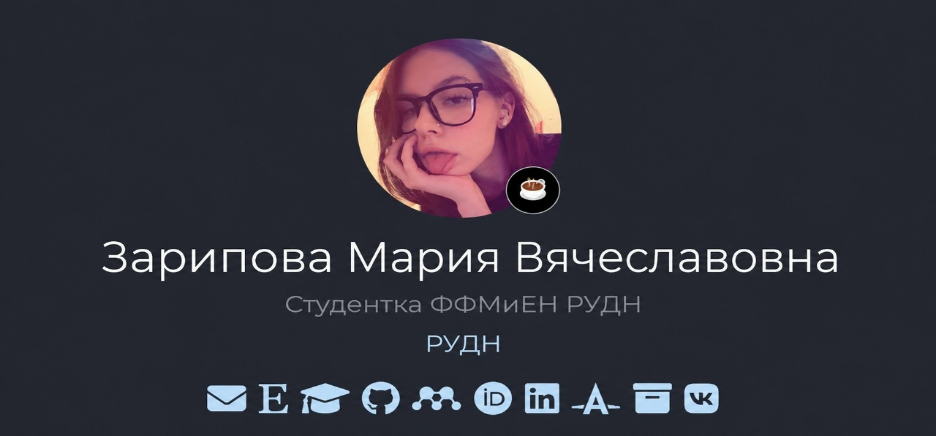 Зарипова Мария Вячеславовна
Студентка ФФМиЕН РУДН
РУДН